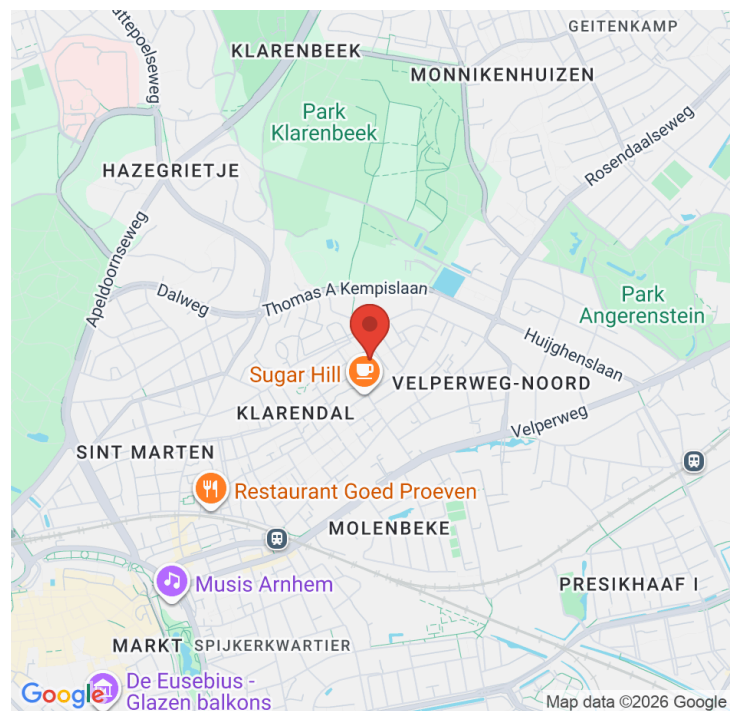 GEITENKAMP
KLARENBEEK
MONNIKENHUIZEN
Park
Klarenbeek
Rosendaalseweg
HAZEGRIETJE
Apeldoornseweg
Dalweg
Thomas A Kempislaan
Park
Angerenstein
Huijghenslaan
Sugar Hill
VELPERWEG-NOORD
KLARENDAL
Velperweg
SINT MARTEN
Restaurant Goed Proeven
MOLENBEKE
Musis Arnhem
PRESIKHAAF I
MARKT
SPIJKERKWARTIER
De Eusebius -
Glazen balkons
Google
Map data ©2026 Google